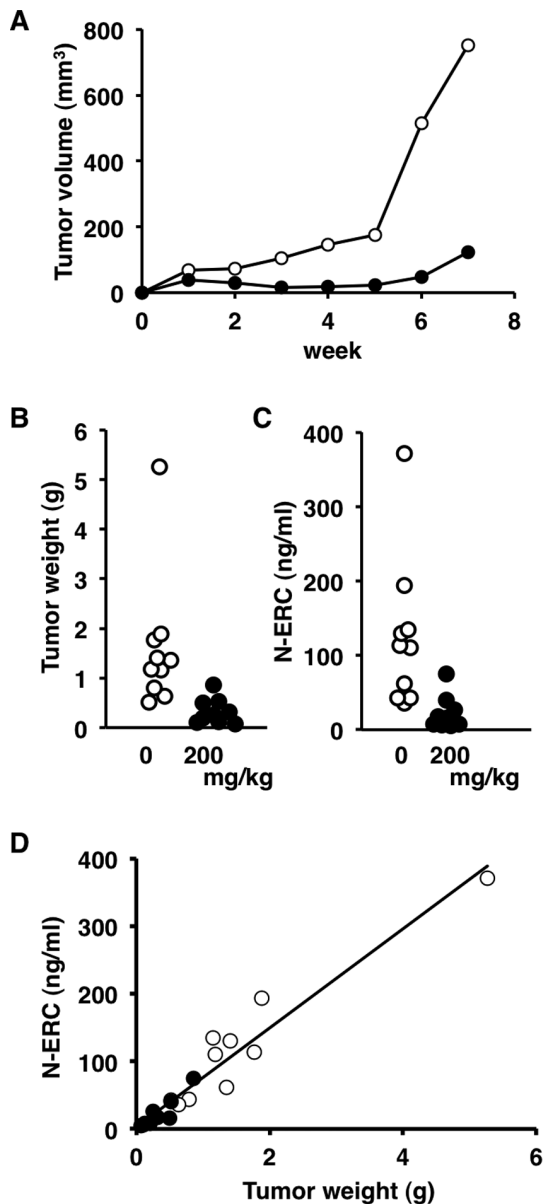 A
Tumor volume (mm³)
800
600
400
200
0
0 2 4 6 8
week
B
Tumor weight (g)
6
5
4
3
2
1
0
0 200
mg/kg
C
N-ERC (ng/ml)
400
300
200
100
0
0 200
mg/kg
D
N-ERC (ng/ml)
400
300
200
100
0
0 2 4 6
Tumor weight (g)